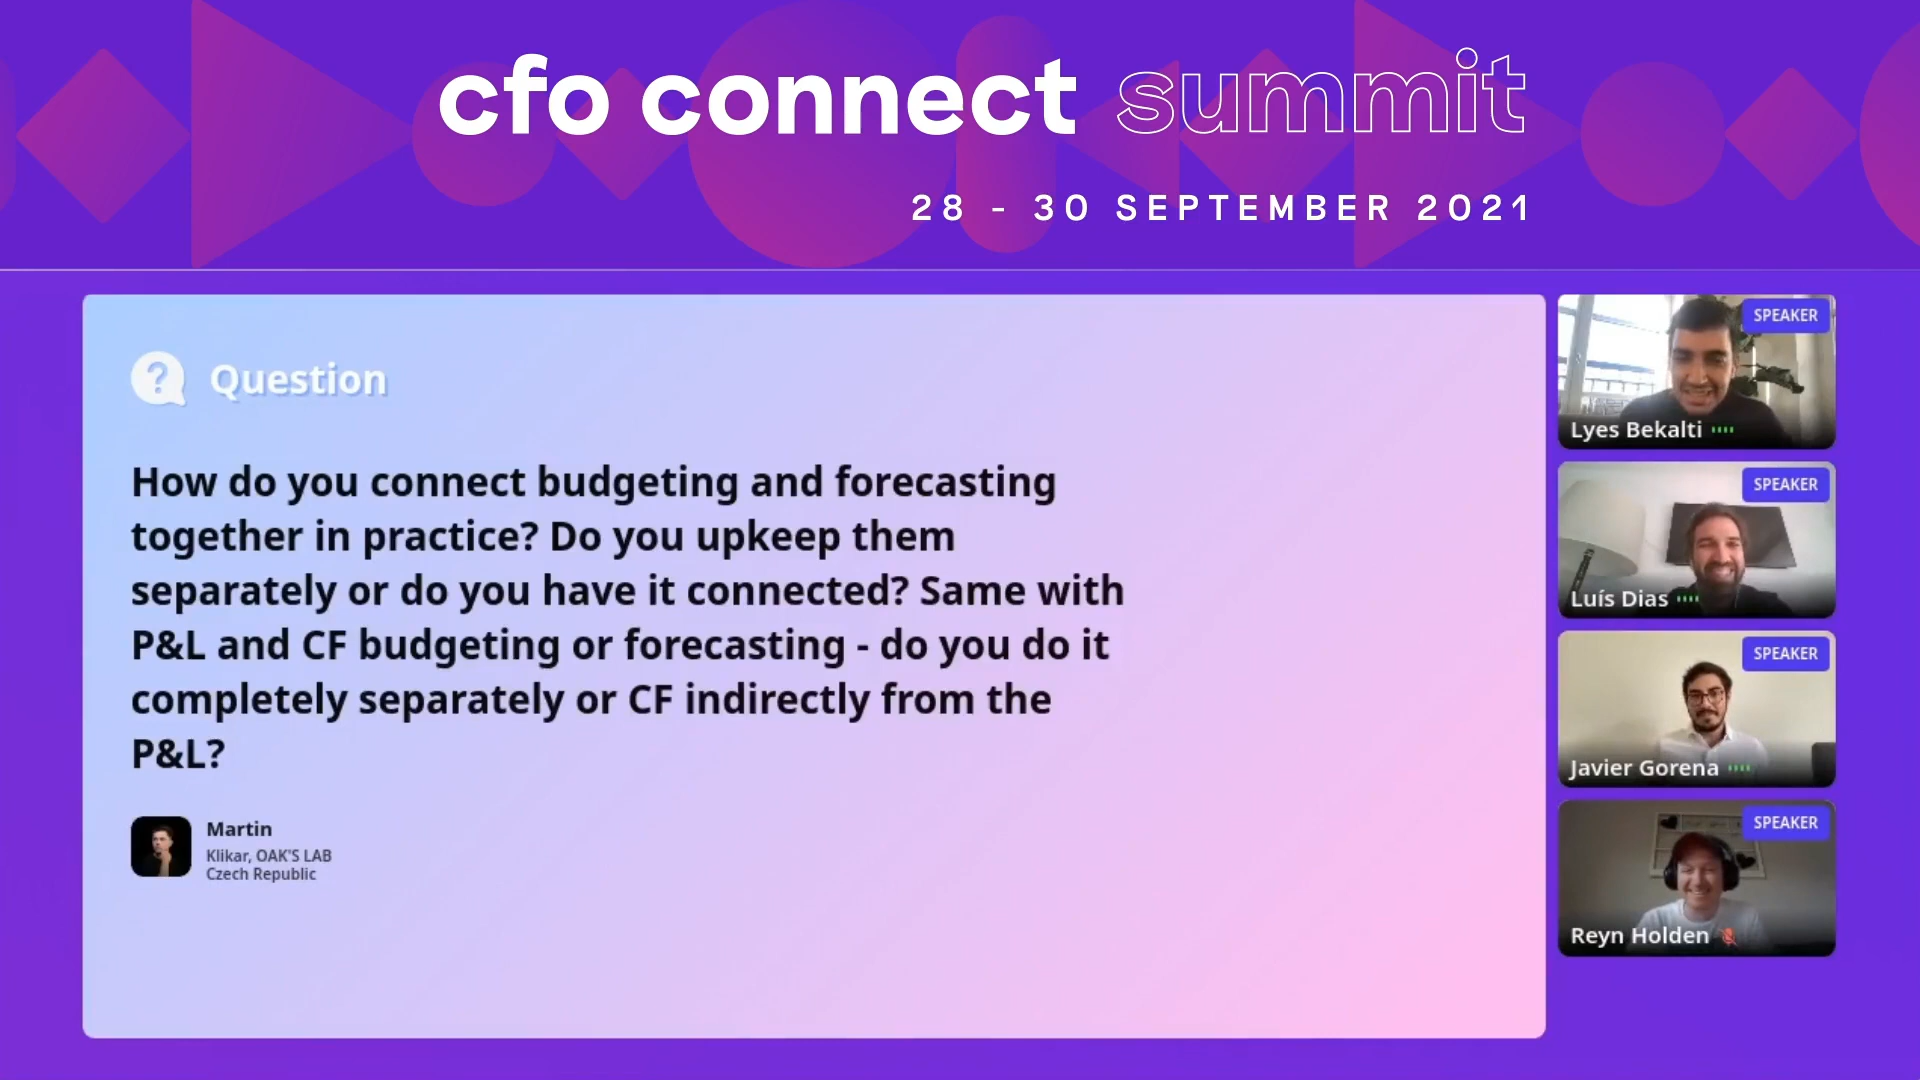 cfo connect summit
28 - 30 SEPTEMBER 2021
Question
How do you connect budgeting and forecasting
together in practice? Do you upkeep them
separately or do you have it connected? Same with
P&L and CF budgeting or forecasting - do you do it
completely separately or CF indirectly from the
P&L?
Martin
Klikar, OAK'S LAB
Czech Republic
SPEAKER
Lyes Bekalti
SPEAKER
Luís Dias
SPEAKER
Javier Gorena
SPEAKER
Reyn Holden